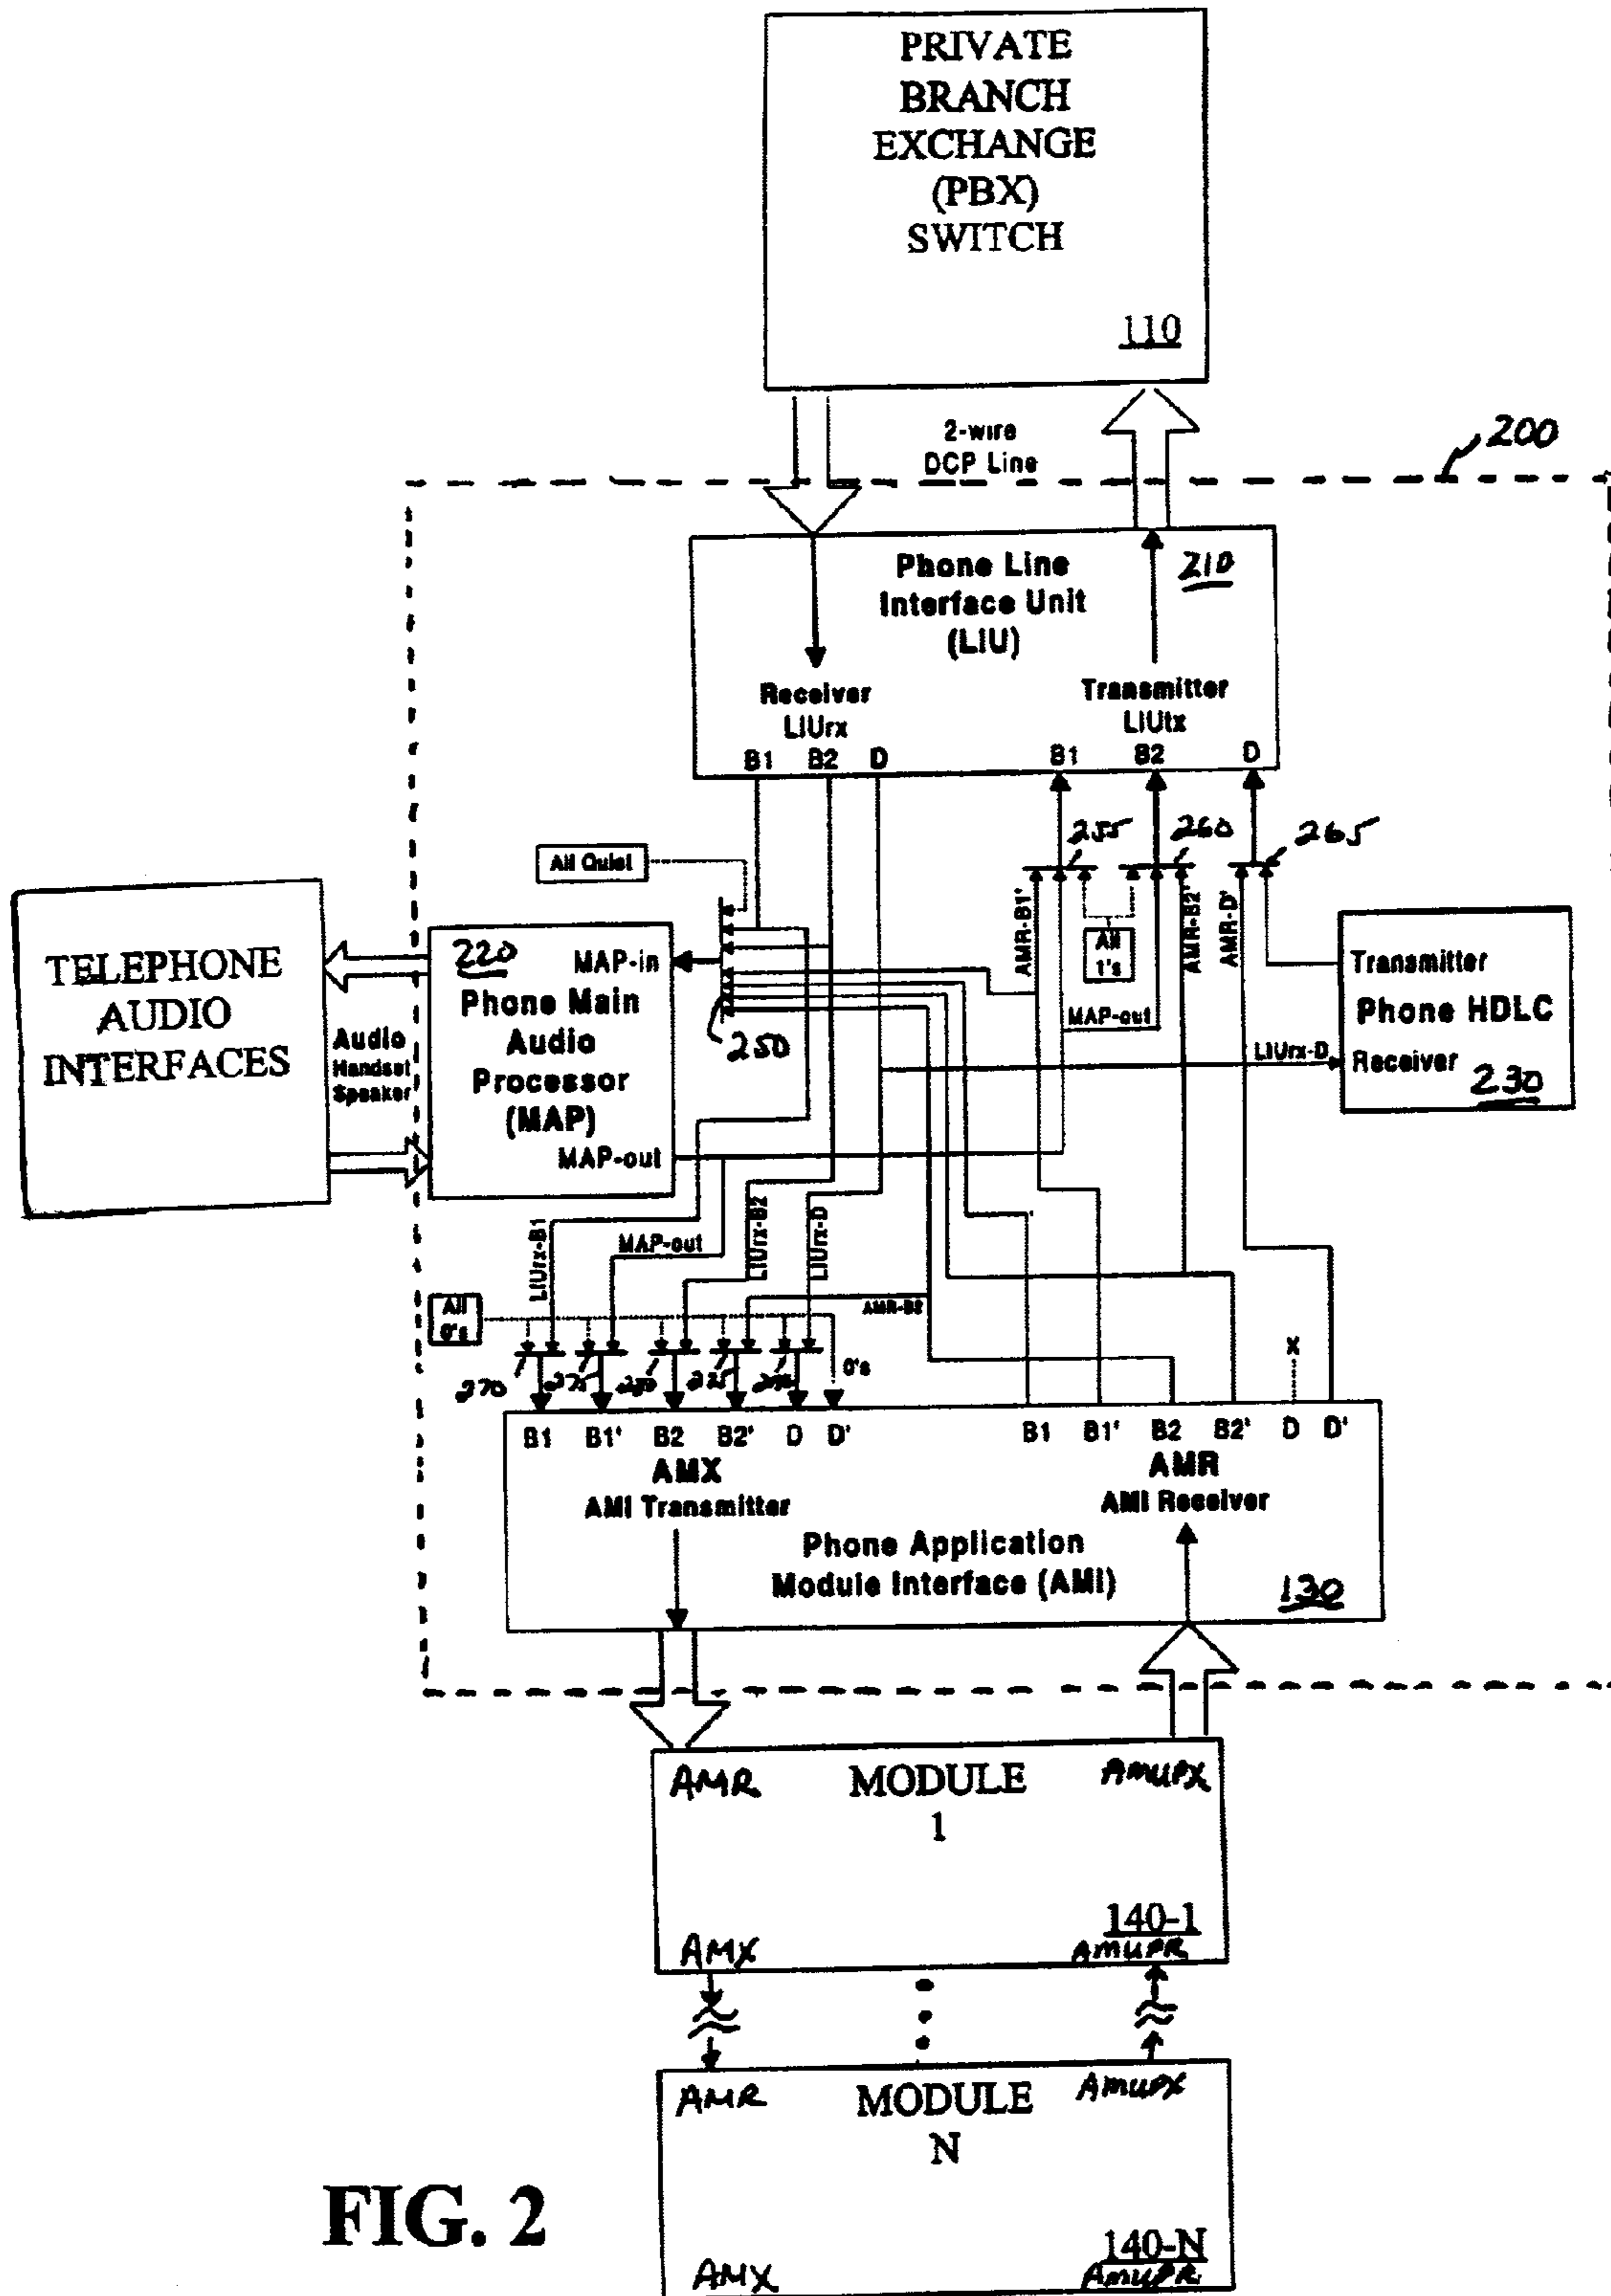 PRIVATE
BRANCH
EXCHANGE
(PBX)
SWITCH
110
2-wire
DCP Line
200
Phone Line
Interface Unit
(LIU)
210
Receiver
LIUrx
Transmitter
LIUtx
B1 B2 D
B1 B2 D
255
260
265
All Quiet
AMR-B1'
All
1's
AMR-B2'
AMR-D'
MAP-out
TELEPHONE
AUDIO
INTERFACES
Audio
Handset
Speaker
220
MAP-in
Phone Main
Audio
Processor
(MAP)
MAP-out
250
Transmitter
Phone HDLC
Receiver
230
LIUrx-D
LIUrx-B1
MAP-out
LIUrx-B2
LIUrx-D
AMR-B2
All
0's
270
275
0's
X
B1 B1' B2 B2' D D'
B1 B1' B2 B2' D D'
AMX
AMI Transmitter
AMR
AMI Receiver
Phone Application
Module Interface (AMI)
130
AMR
MODULE
1
AMUPX
140-1
AMX
AMUPR
AMR
MODULE
N
AMUPX
140-N
AMX
AMUPR
FIG. 2